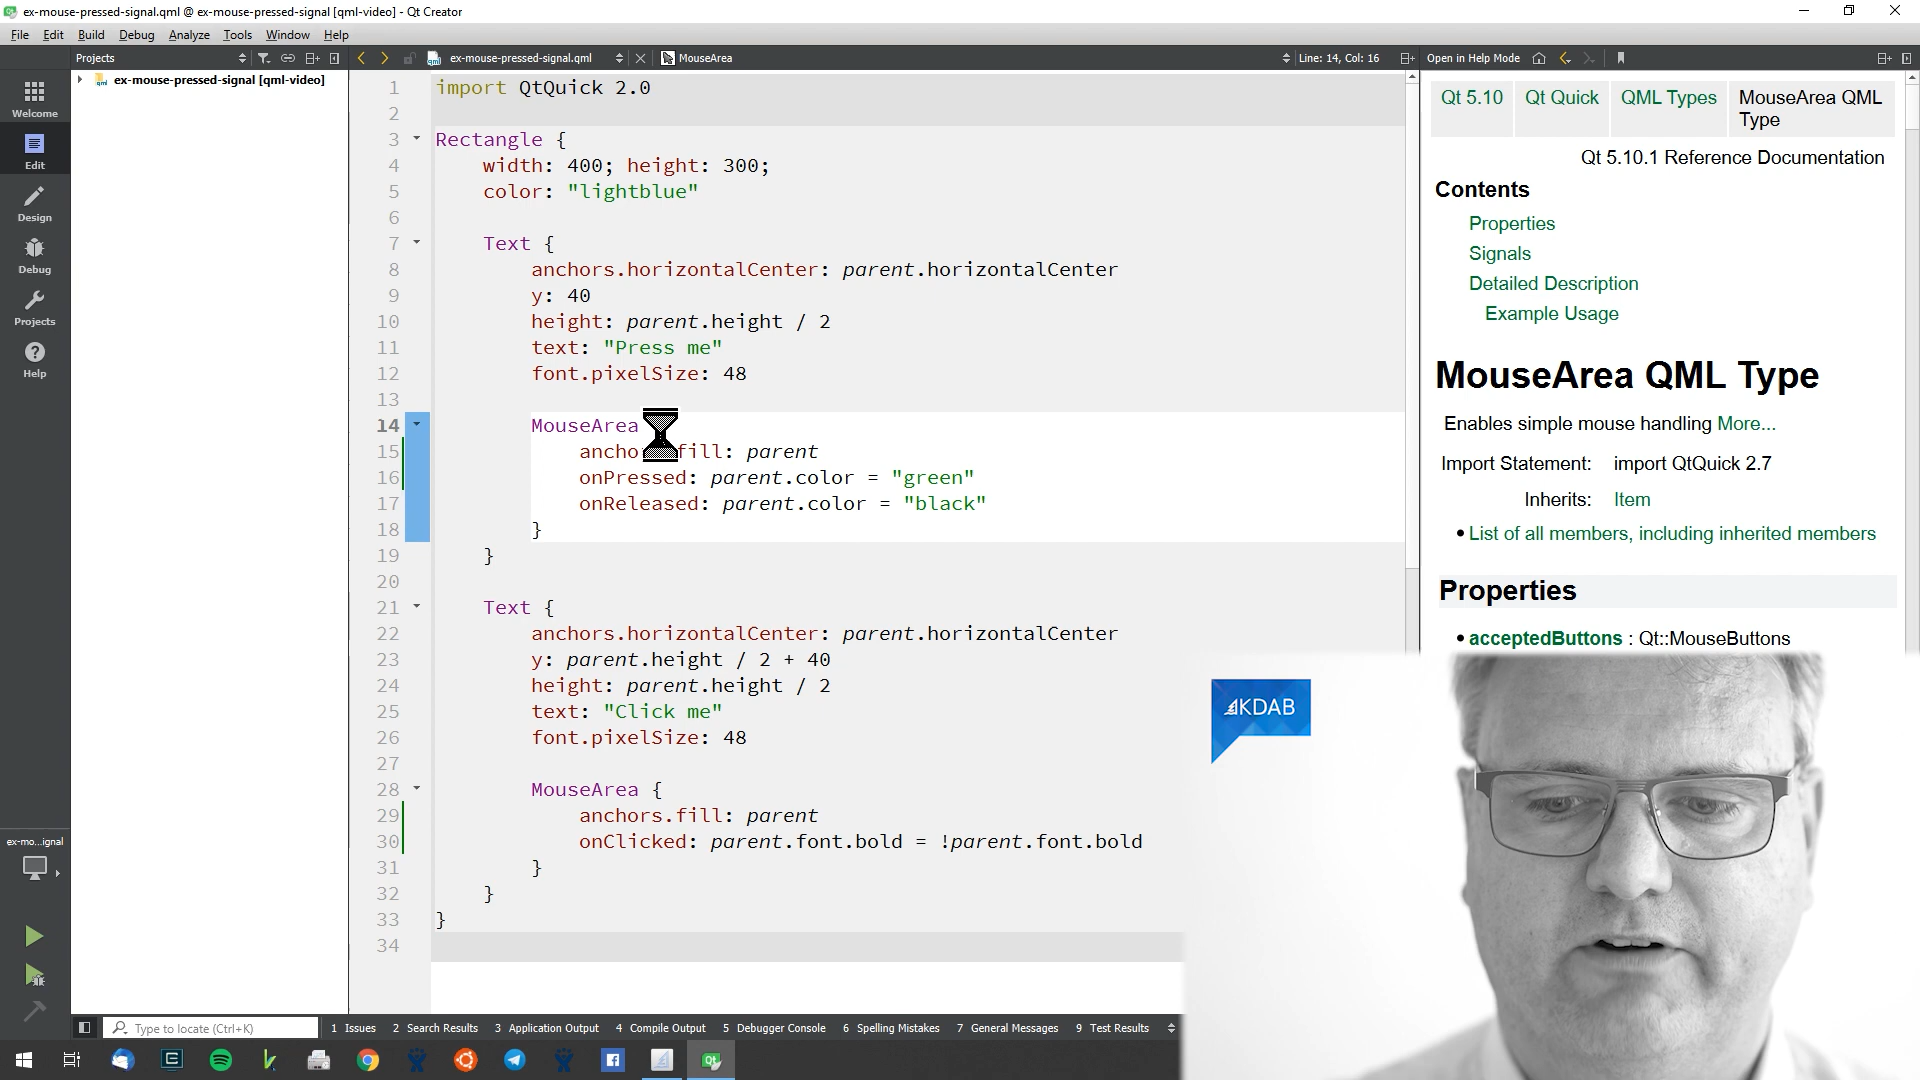 ex-mouse-pressed-signal.qml @ ex-mouse-pressed-signal [qml-video] - Qt Creator
File Edit Build Debug Analyze Tools Window Help
Projects
ex-mouse-pressed-signal.qml
MouseArea
Line: 14, Col: 16
Open in Help Mode
ex-mouse-pressed-signal [qml-video]
Welcome
Edit
Design
Debug
Projects
Help
ex-mo...ignal
1 import QtQuick 2.0
2
3 Rectangle {
4 width: 400; height: 300;
5 color: "lightblue"
6
7 Text {
8 anchors.horizontalCenter: parent.horizontalCenter
9 y: 40
10 height: parent.height / 2
11 text: "Press me"
12 font.pixelSize: 48
13
14 MouseArea
15 ancho fill: parent
16 onPressed: parent.color = "green"
17 onReleased: parent.color = "black"
18 }
19 }
20
21 Text {
22 anchors.horizontalCenter: parent.horizontalCenter
23 y: parent.height / 2 + 40
24 height: parent.height / 2
25 text: "Click me"
26 font.pixelSize: 48
27
28 MouseArea {
29 anchors.fill: parent
30 onClicked: parent.font.bold = !parent.font.bold
31 }
32 }
33 }
34
Qt 5.10
Qt Quick
QML Types
MouseArea QML
Type
Qt 5.10.1 Reference Documentation
Contents
Properties
Signals
Detailed Description
Example Usage
MouseArea QML Type
Enables simple mouse handling More...
Import Statement: import QtQuick 2.7
Inherits: Item
• List of all members, including inherited members
Properties
• acceptedButtons : Qt::MouseButtons
KDAB
Type to locate (Ctrl+K)
1 Issues 2 Search Results 3 Application Output 4 Compile Output 5 Debugger Console 6 Spelling Mistakes 7 General Messages 9 Test Results